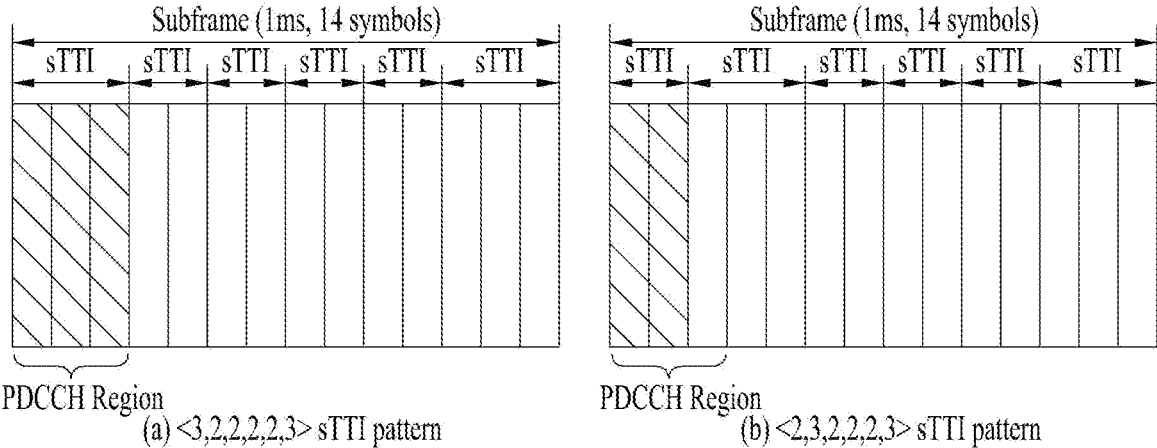 Subframe (1ms, 14 symbols)
sTTI sTTI sTTI sTTI sTTI sTTI
PDCCH Region
(a) <3,2,2,2,2,3> sTTI pattern
Subframe (1ms, 14 symbols)
sTTI sTTI sTTI sTTI sTTI sTTI
PDCCH Region
(b) <2,3,2,2,2,3> sTTI pattern